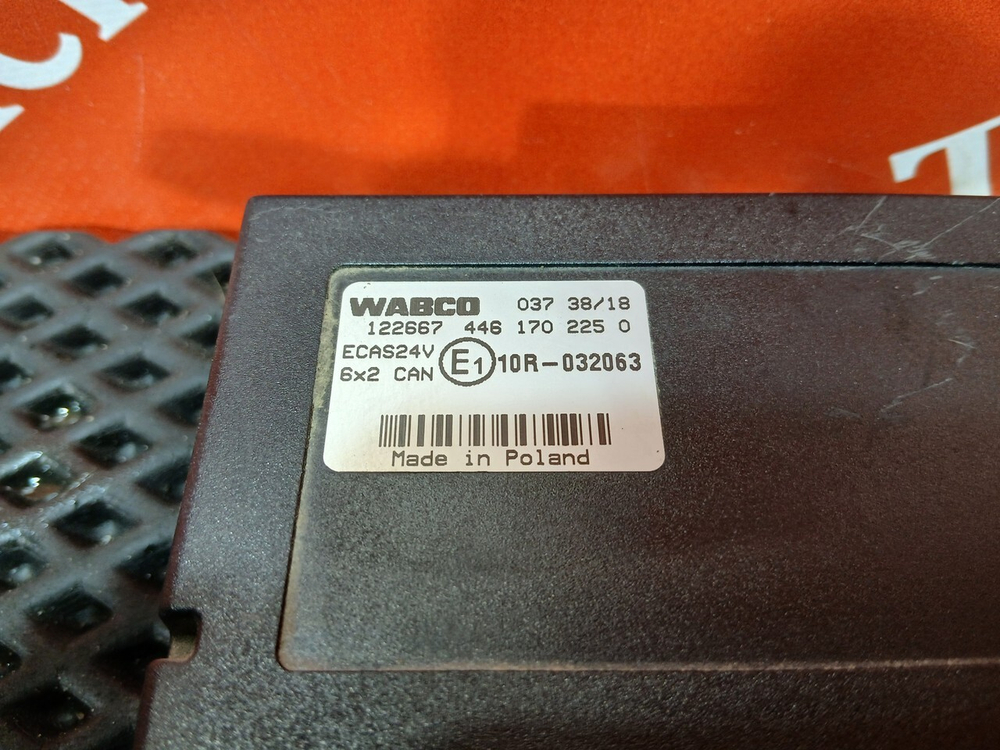 WABCO 037 38/18
122667 446 170 225 0
ECAS24V
6x2 CAN
E1 10R-032063
Made in Poland